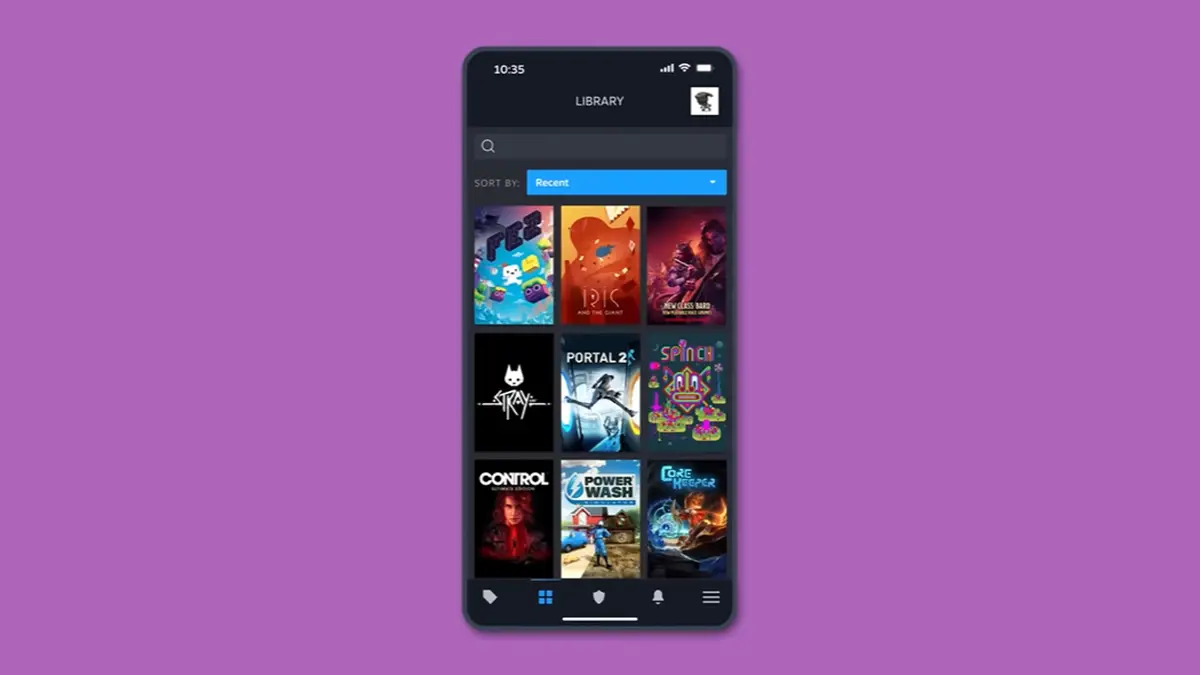 10:35
LIBRARY
SORT BY:
Recent
FEZ
IRIS
AND THE GIANT
NEW CLASS: BARD
STRAY
PORTAL 2
SPINCH
CONTROL
ULTIMATE EDITION
POWER
WASH
SIMULATOR
CORE
KEEPER